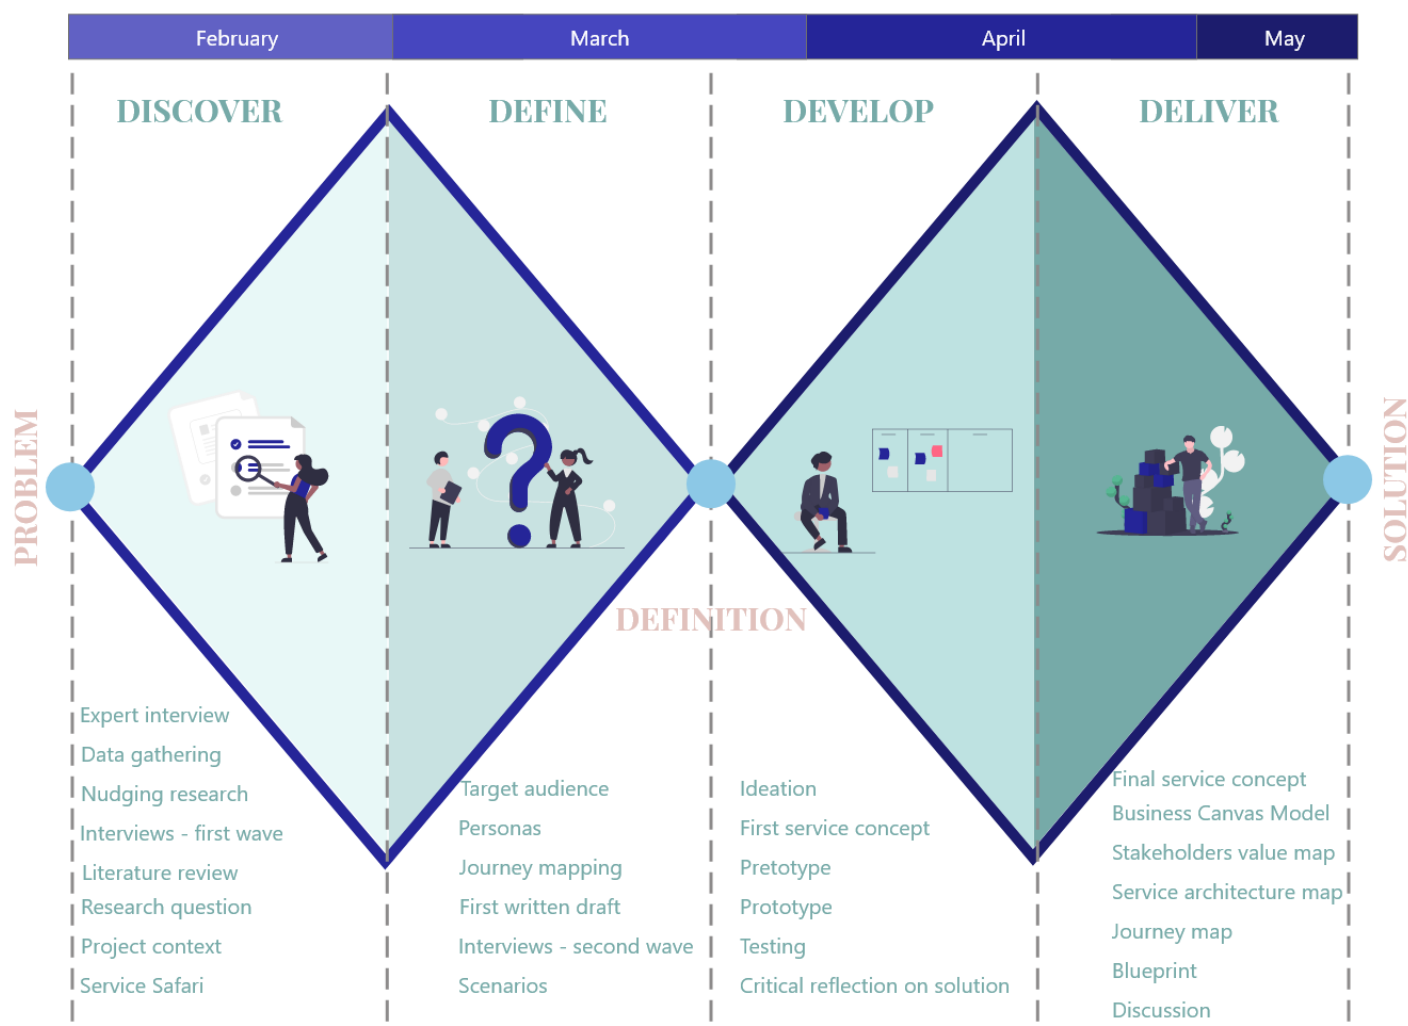 February
March
April
May
DISCOVER
DEFINE
DEVELOP
DELIVER
PROBLEM
SOLUTION
DEFINITION
Expert interview
Data gathering
Nudging research
Interviews - first wave
Literature review
Research question
Project context
Service Safari
Target audience
Personas
Journey mapping
First written draft
Interviews - second wave
Scenarios
Ideation
First service concept
Pretotype
Prototype
Testing
Critical reflection on solution
Final service concept
Business Canvas Model
Stakeholders value map
Service architecture map
Journey map
Blueprint
Discussion